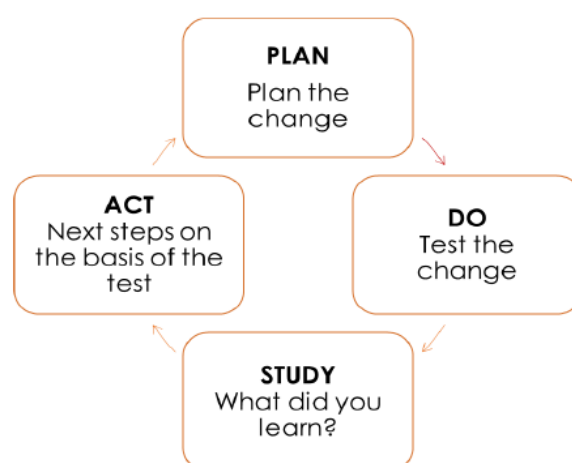 PLAN
Plan the
change
DO
Test the
change
STUDY
What did you
learn?
ACT
Next steps on
the basis of the
test